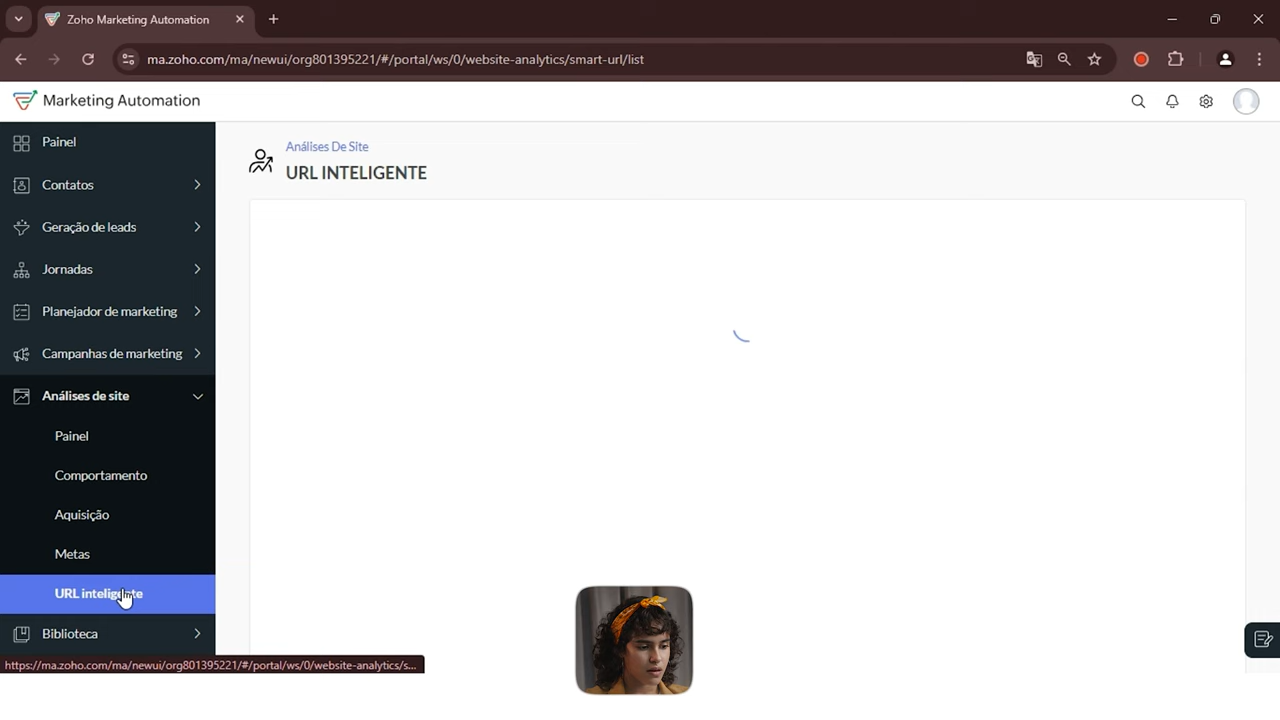 Zoho Marketing Automation
ma.zoho.com/ma/newui/org801395221/#/portal/ws/0/website-analytics/smart-url/list
Marketing Automation
Painel
Contatos
Geração de leads
Jornadas
Planejador de marketing
Campanhas de marketing
Análises de site
Painel
Comportamento
Aquisição
Metas
URL inteligente
Biblioteca
Análises De Site
URL INTELIGENTE
https://ma.zoho.com/ma/newui/org801395221/#/portal/ws/0/website-analytics/s...